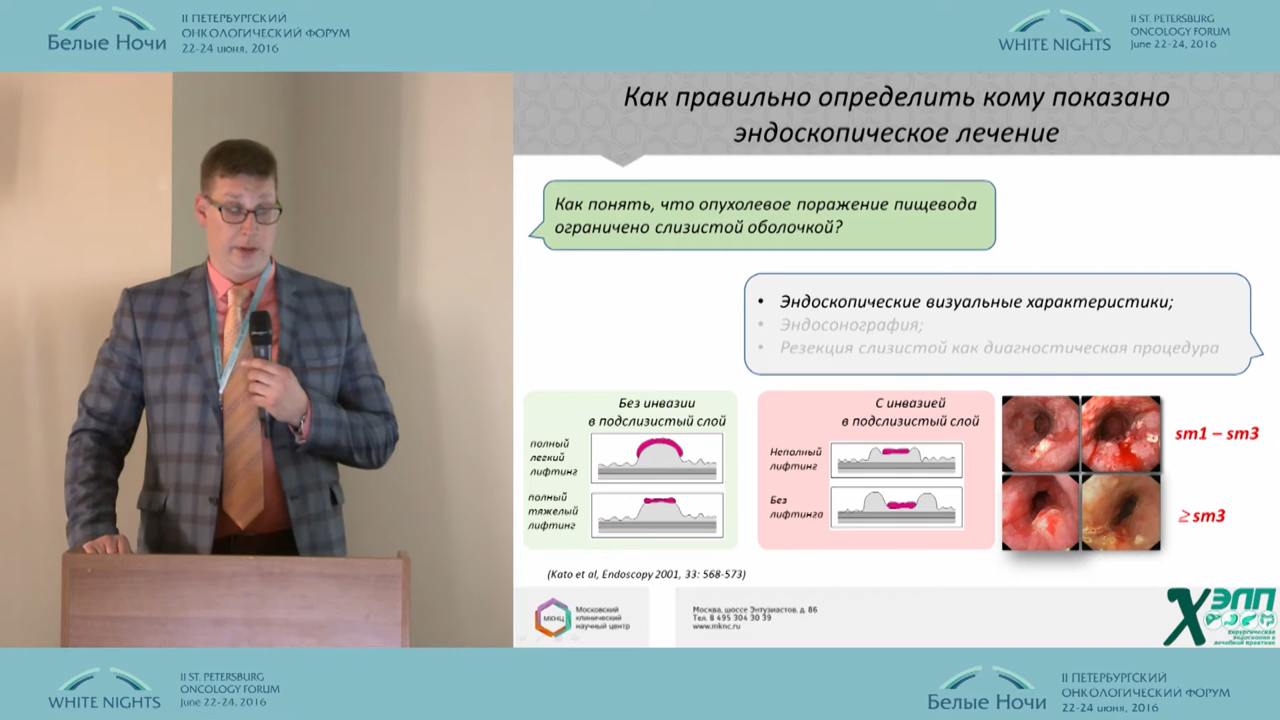 Белые Ночи
II ПЕТЕРБУРГСКИЙ
ОНКОЛОГИЧЕСКИЙ ФОРУМ
22-24 июня, 2016
WHITE NIGHTS
II ST. PETERSBURG
ONCOLOGY FORUM
June 22-24, 2016
Как правильно определить кому показано
эндоскопическое лечение
Как понять, что опухолевое поражение пищевода
ограничено слизистой оболочкой?
• Эндоскопические визуальные характеристики;
• Эндосонография;
• Резекция слизистой как диагностическая процедура
Без инвазии
в подслизистый слой
полный
легкий
лифтинг
полный
тяжелый
лифтинг
С инвазией
в подслизистый слой
Неполный
лифтинг
Без
лифтинга
sm1 – sm3
≥ sm3
(Kato et al, Endoscopy 2001, 33: 568-573)
МКНЦ
Московский
клинический
научный центр
Москва, шоссе Энтузиастов, д. 86
Тел. 8 495 304 30 39
www.mknc.ru
ХЭЛП
хирургическая
эндоскопия в
лечебной практике
WHITE NIGHTS
II ST. PETERSBURG
ONCOLOGY FORUM
June 22-24, 2016
Белые Ночи
II ПЕТЕРБУРГСКИЙ
ОНКОЛОГИЧЕСКИЙ ФОРУМ
22-24 июня, 2016